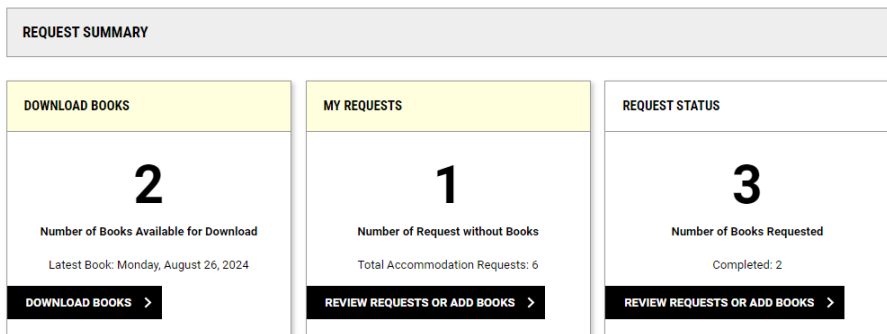 REQUEST SUMMARY
DOWNLOAD BOOKS
2
Number of Books Available for Download
Latest Book: Monday, August 26, 2024
DOWNLOAD BOOKS
MY REQUESTS
1
Number of Request without Books
Total Accommodation Requests: 6
REVIEW REQUESTS OR ADD BOOKS
REQUEST STATUS
3
Number of Books Requested
Completed: 2
REVIEW REQUESTS OR ADD BOOKS